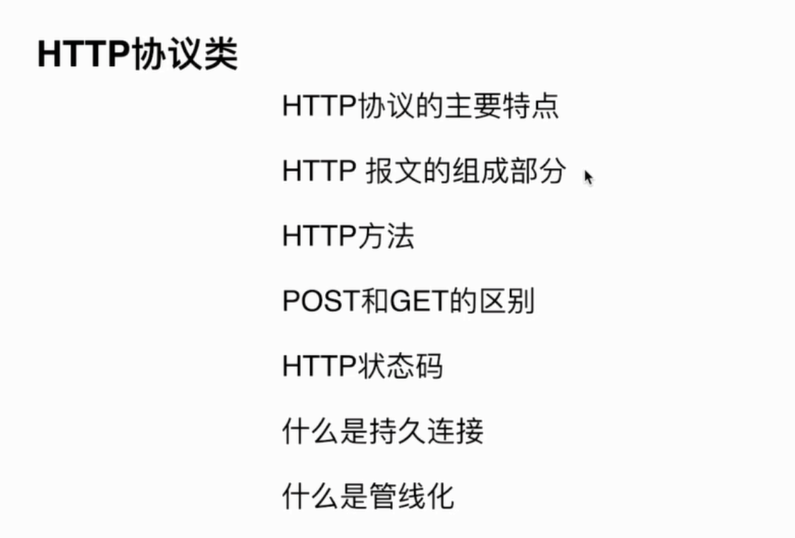 HTTP协议类
HTTP协议的主要特点
HTTP 报文的组成部分
HTTP方法
POST和GET的区别
HTTP状态码
什么是持久连接
什么是管线化